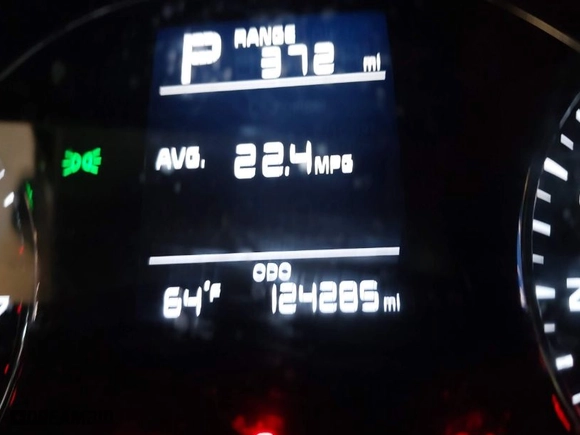 P RANGE
372 mi
AVG. 22.4 MPG
ODO
64°F 124285 mi